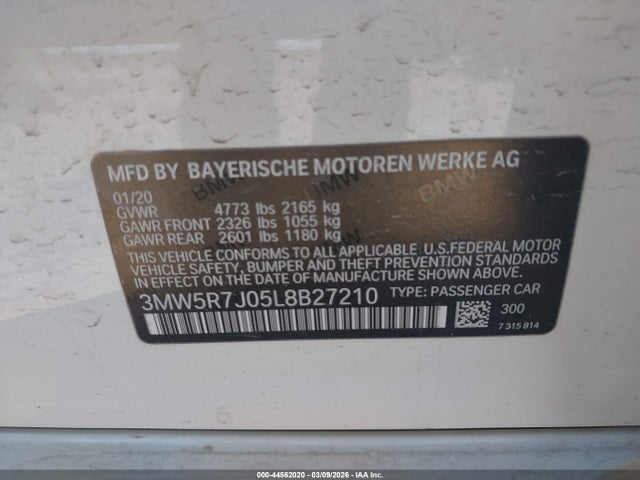 MFD BY BAYERISCHE MOTOREN WERKE AG
01/20
GVWR 4773 lbs 2165 kg
GAWR FRONT 2326 lbs 1055 kg
GAWR REAR 2601 lbs 1180 kg
THIS VEHICLE CONFORMS TO ALL APPLICABLE U.S.FEDERAL MOTOR
VEHICLE SAFETY, BUMPER AND THEFT PREVENTION STANDARDS
IN EFFECT ON THE DATE OF MANUFACTURE SHOWN ABOVE.
3MW5R7J05L8B27210 TYPE: PASSENGER CAR
300
7 315 814
000-44562020 | 03/09/2026 | IAA Inc.